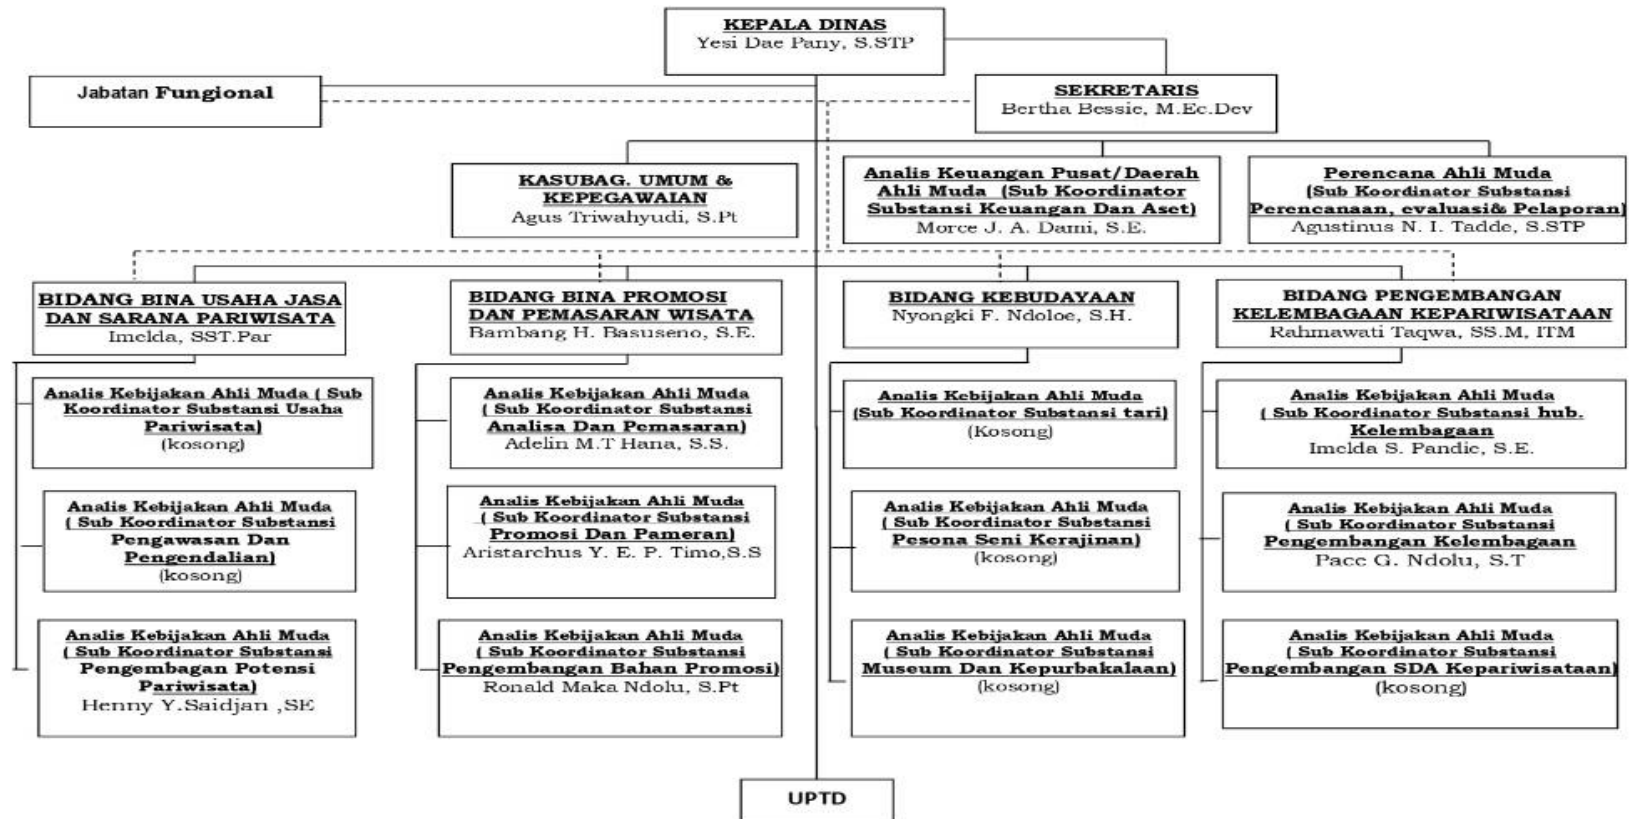 KEPALA DINAS
Yesi Dae Pany, S.STP
Jabatan Fungional
SEKRETARIS
Bertha Bessie, M.Ec.Dev
KASUBAG. UMUM &
KEPEGAWAIAN
Agus Triwahyudi, S.Pt
Analis Keuangan Pusat/Daerah
Ahli Muda (Sub Koordinator
Substansi Keuangan Dan Aset)
Morce J. A. Dami, S.E.
Perencana Ahli Muda
(Sub Koordinator Substansi
Perencanaan, evaluasi& Pelaporan)
Agustinus N. I. Tadde, S.STP
BIDANG BINA USAHA JASA
DAN SARANA PARIWISATA
Imelda, SST.Par
BIDANG BINA PROMOSI
DAN PEMASARAN WISATA
Bambang H. Basuseno, S.E.
BIDANG KEBUDAYAAN
Nyongki F. Ndoloe, S.H.
BIDANG PENGEMBANGAN
KELEMBAGAAN KEPARIWISATAAN
Rahmawati Taqwa, SS.M, ITM
Analis Kebijakan Ahli Muda ( Sub
Koordinator Substansi Usaha
Pariwisata)
(kosong)
Analis Kebijakan Ahli Muda
( Sub Koordinator Substansi
Analisa Dan Pemasaran)
Adelin M.T Hana, S.S.
Analis Kebijakan Ahli Muda
(Sub Koordinator Substansi tari)
(Kosong)
Analis Kebijakan Ahli Muda
( Sub Koordinator Substansi hub.
Kelembagaan
Imelda S. Pandie, S.E.
Analis Kebijakan Ahli Muda
( Sub Koordinator Substansi
Pengawasan Dan
Pengendalian)
(kosong)
Analis Kebijakan Ahli Muda
( Sub Koordinator Substansi
Promosi Dan Pameran)
Aristarchus Y. E. P. Timo,S.S
Analis Kebijakan Ahli Muda
( Sub Koordinator Substansi
Pesona Seni Kerajinan)
(kosong)
Analis Kebijakan Ahli Muda
( Sub Koordinator Substansi
Pengembangan Kelembagaan
Pace G. Ndolu, S.T
Analis Kebijakan Ahli Muda
( Sub Koordinator Substansi
Pengembagan Potensi
Pariwisata)
Henny Y.Saidjan ,SE
Analis Kebijakan Ahli Muda
( Sub Koordinator Substansi
Pengembangan Bahan Promosi)
Ronald Maka Ndolu, S.Pt
Analis Kebijakan Ahli Muda
( Sub Koordinator Substansi
Museum Dan Kepurbakalaan)
(kosong)
Analis Kebijakan Ahli Muda
( Sub Koordinator Substansi
Pengembangan SDA Kepariwisataan)
(kosong)
UPTD